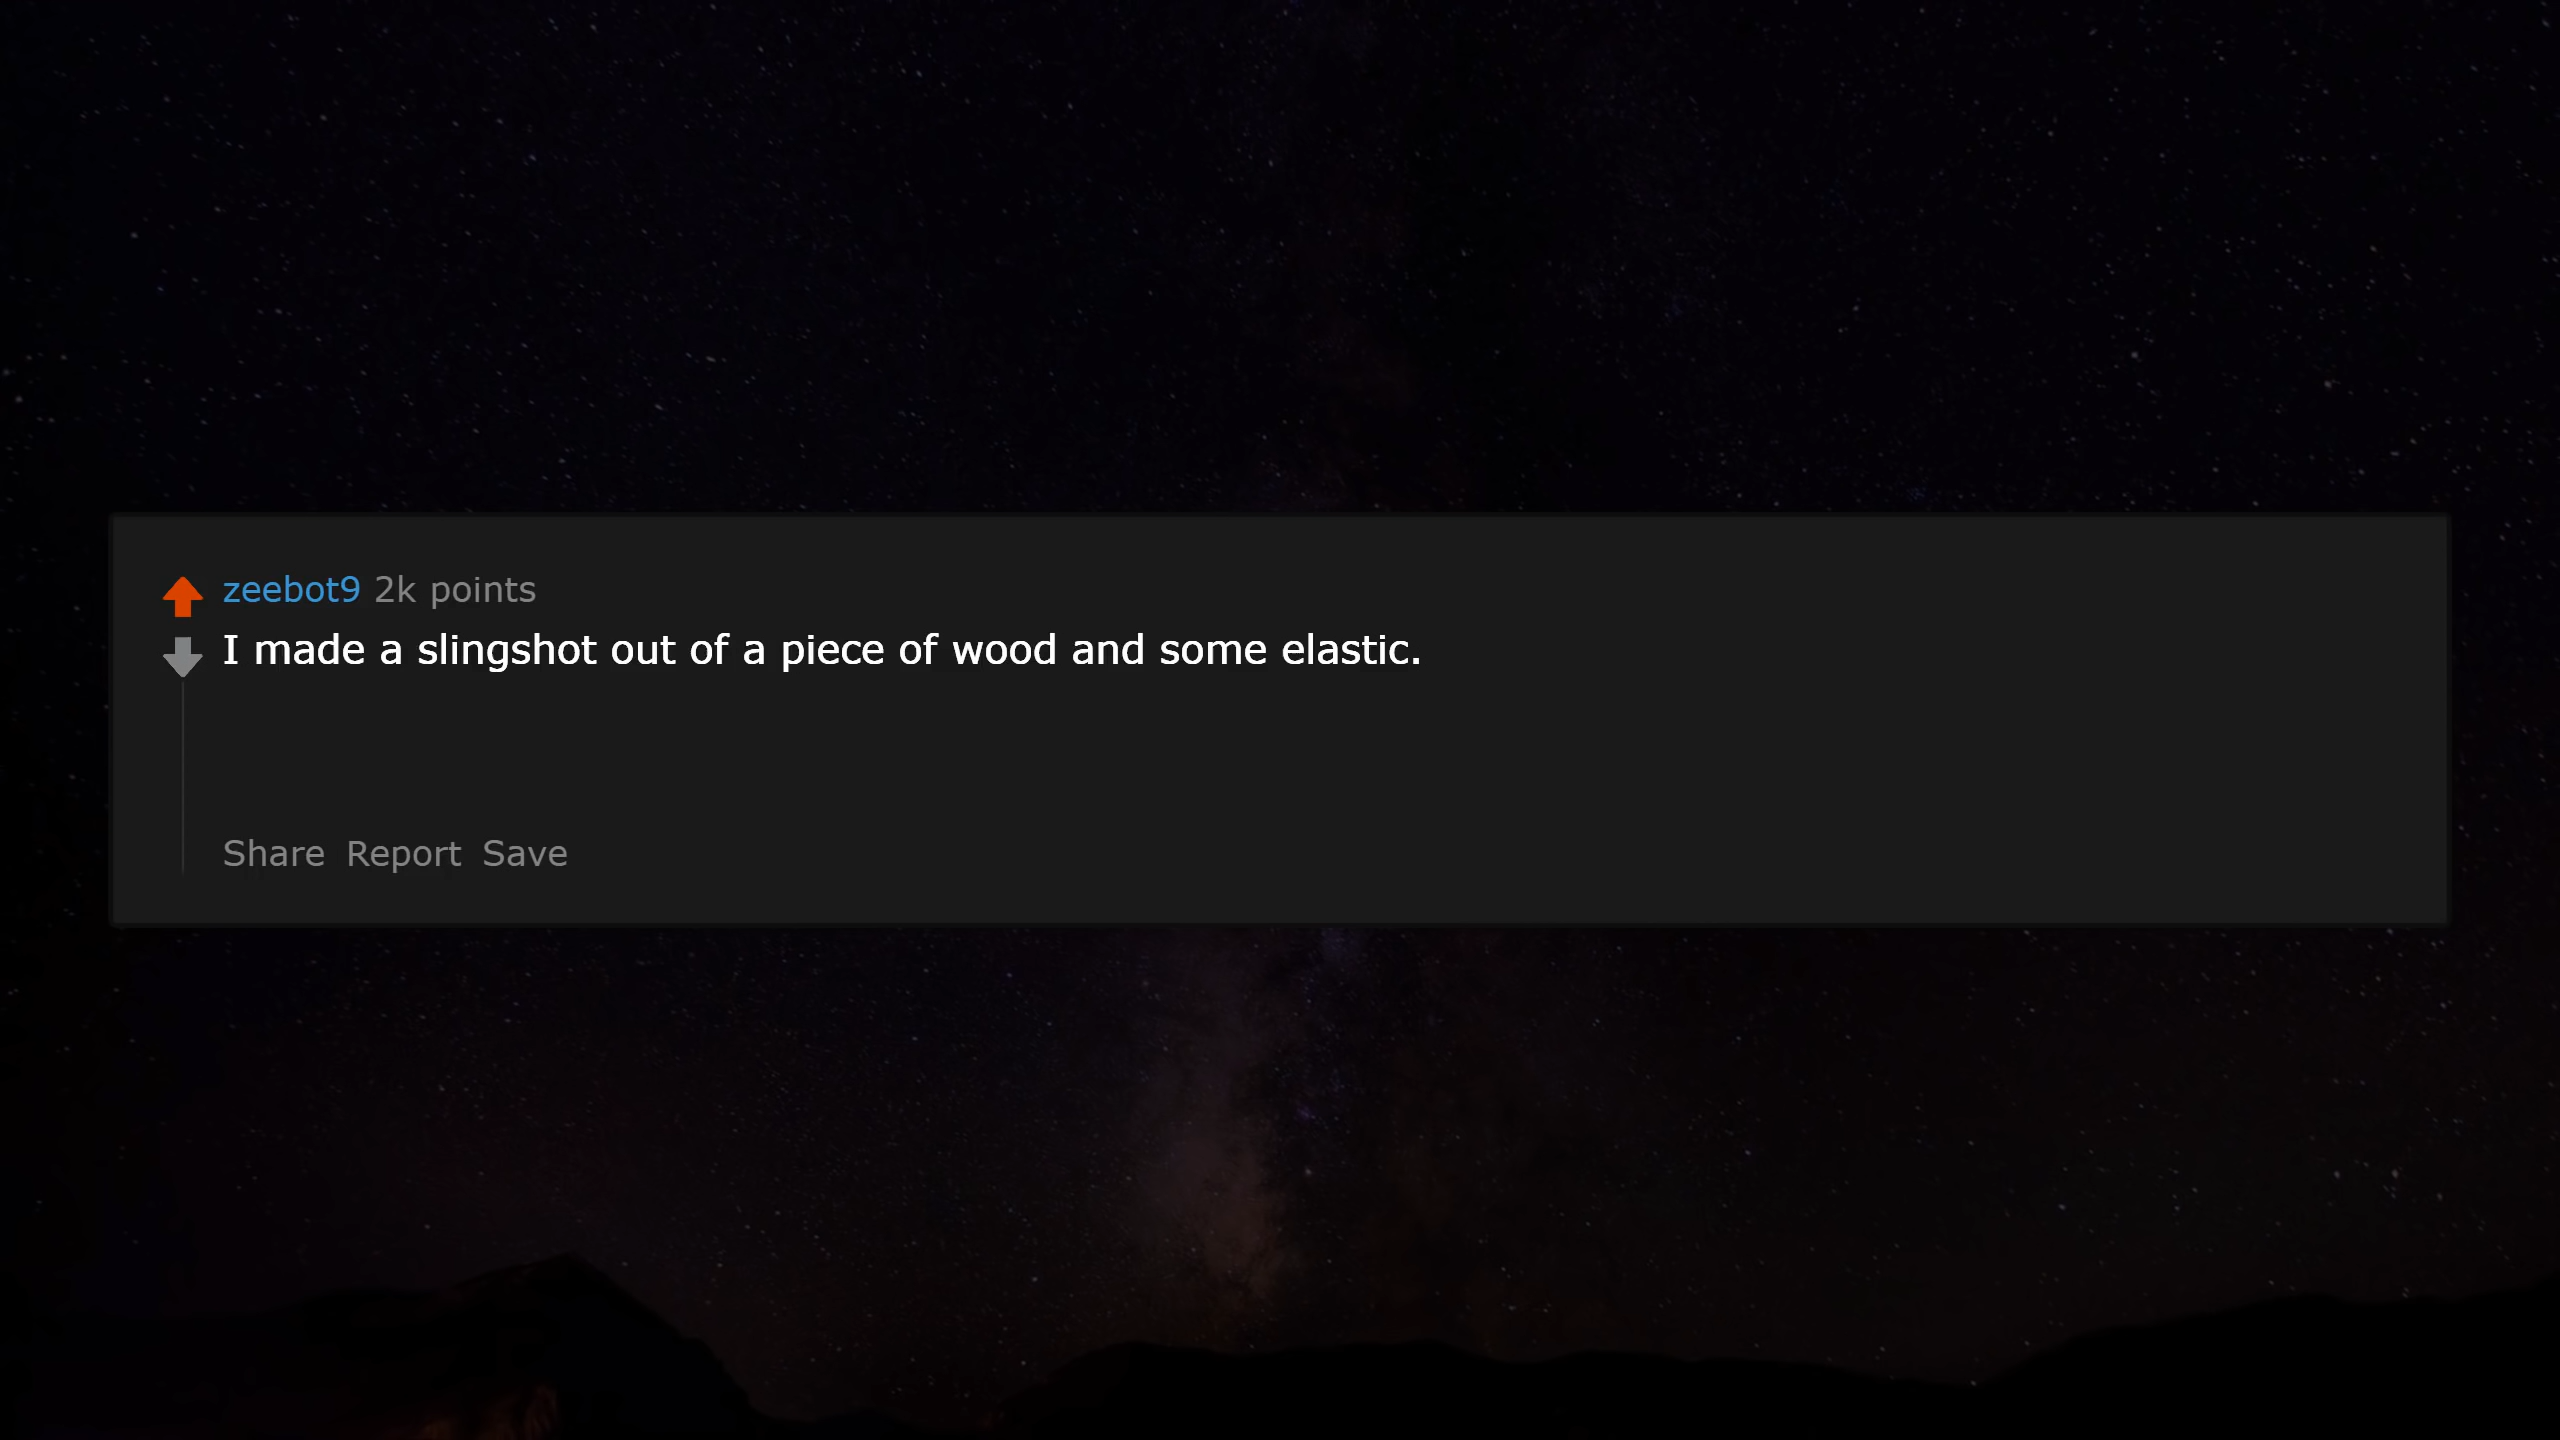 zeebot9 2k points
I made a slingshot out of a piece of wood and some elastic.
Share Report Save